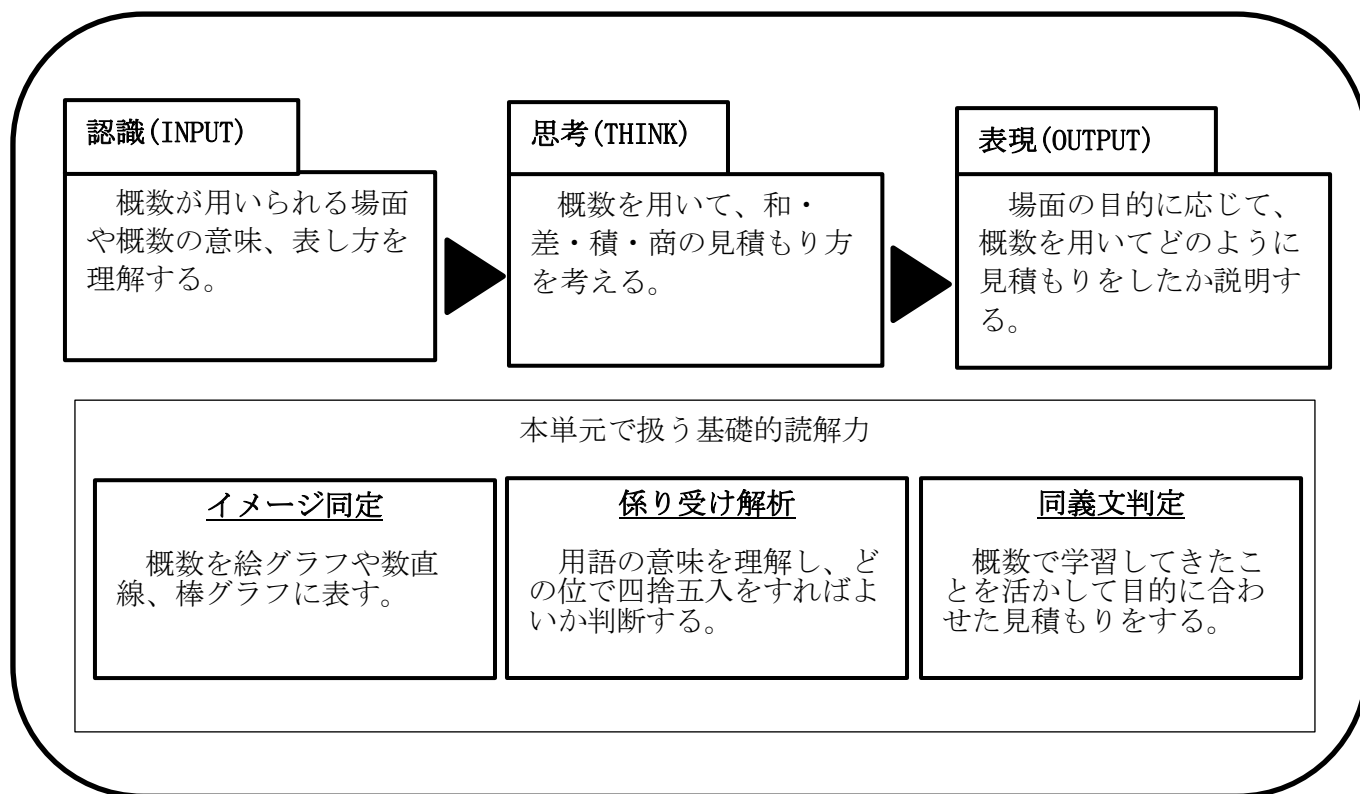 認識(INPUT)
概数が用いられる場面
や概数の意味、表し方を
理解する。
思考(THINK)
概数を用いて、和・
差・積・商の見積もり方
を考える。
表現(OUTPUT)
場面の目的に応じて、
概数を用いてどのように
見積もりをしたか説明す
る。
本単元で扱う基礎的読解力
イメージ同定
概数を絵グラフや数直
線、棒グラフに表す。
係り受け解析
用語の意味を理解し、ど
の位で四捨五入をすればよ
いか判断する。
同義文判定
概数で学習してきたこ
とを活かして目的に合わ
せた見積もりをする。